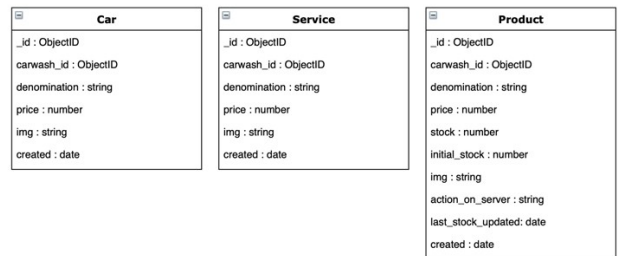 Car
_id : ObjectID
carwash_id : ObjectID
denomination : string
price : number
img : string
created : date
Service
_id : ObjectID
carwash_id : ObjectID
denomination : string
price : number
img : string
created : date
Product
_id : ObjectID
carwash_id : ObjectID
denomination : string
price : number
stock : number
initial_stock : number
img : string
action_on_server : string
last_stock_updated: date
created : date